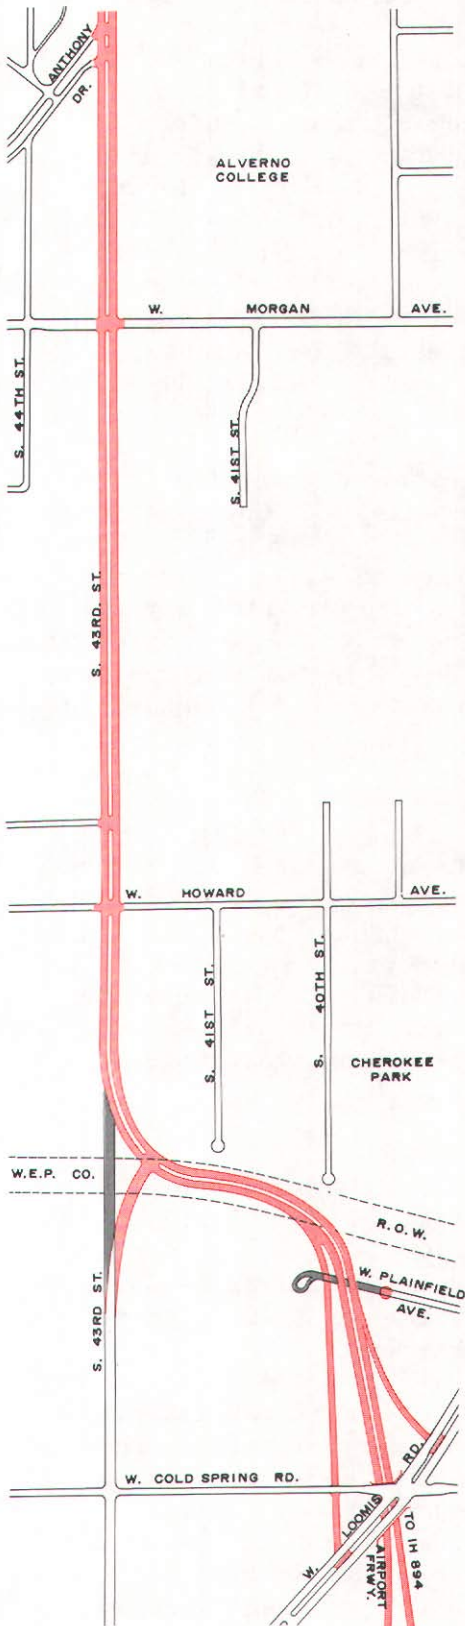 ANTHONY
DR.
ALVERNO
COLLEGE
W. MORGAN AVE.
S. 44TH ST.
S. 41ST ST.
S. 43RD. ST.
W. HOWARD AVE.
S. 41ST ST.
S. 40TH ST.
CHEROKEE
PARK
W.E.P. CO.
R.O.W.
W. PLAINFIELD
AVE.
S. 43RD ST.
W. COLD SPRING RD.
W. LOOMIS RD.
TO IH 894
AIRPORT
FRWY.